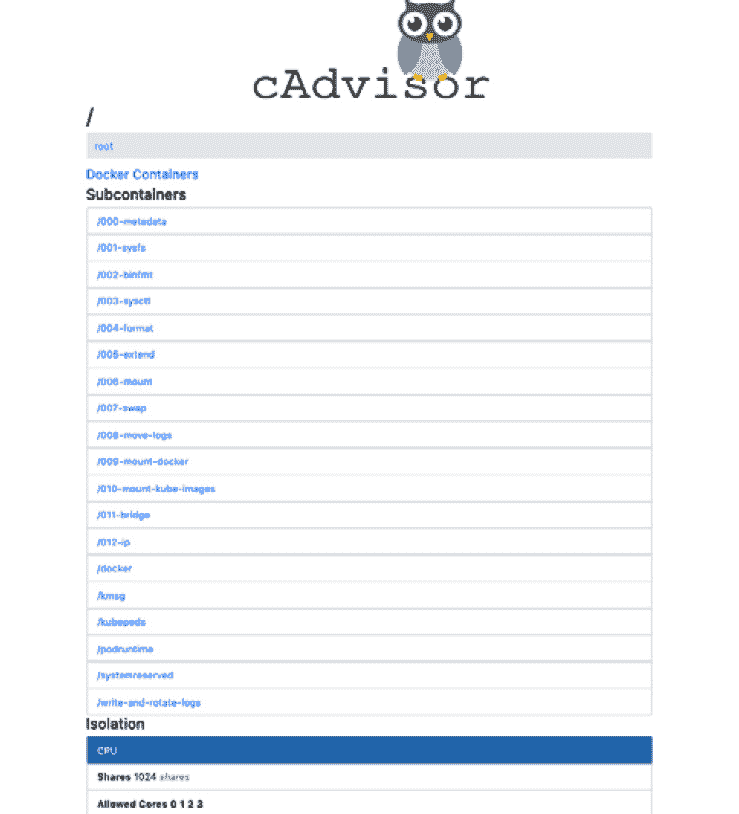 cAdvisor
/
root
Docker Containers
Subcontainers
/000-metadata
/001-sysfs
/002-binfmt
/003-sysctl
/004-format
/005-extend
/006-mount
/007-swap
/008-move-logs
/009-mount-docker
/010-mount-kube-images
/011-bridge
/012-ip
/docker
/kmsg
/kubepods
/podruntime
/systemreserved
/write-and-rotate-logs
Isolation
CPU
Shares 1024 shares
Allowed Cores 0 1 2 3